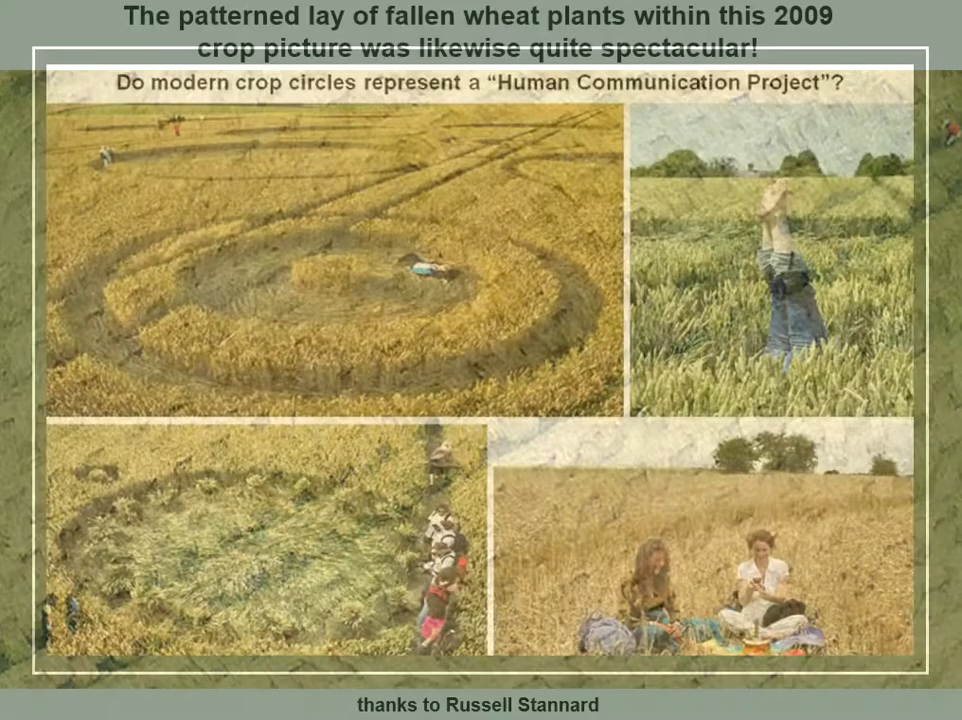 The patterned lay of fallen wheat plants within this 2009
crop picture was likewise quite spectacular!
Do modern crop circles represent a “Human Communication Project”?
thanks to Russell Stannard